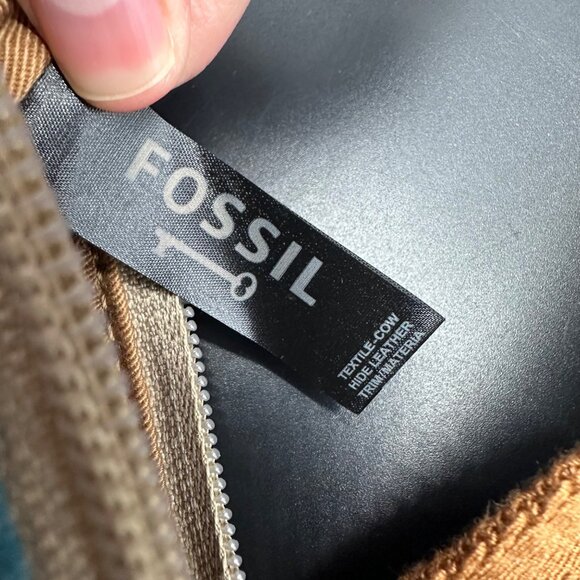 FOSSIL
TEXTILE-COW
HIDE LEATHER
TRIM/MATERIA